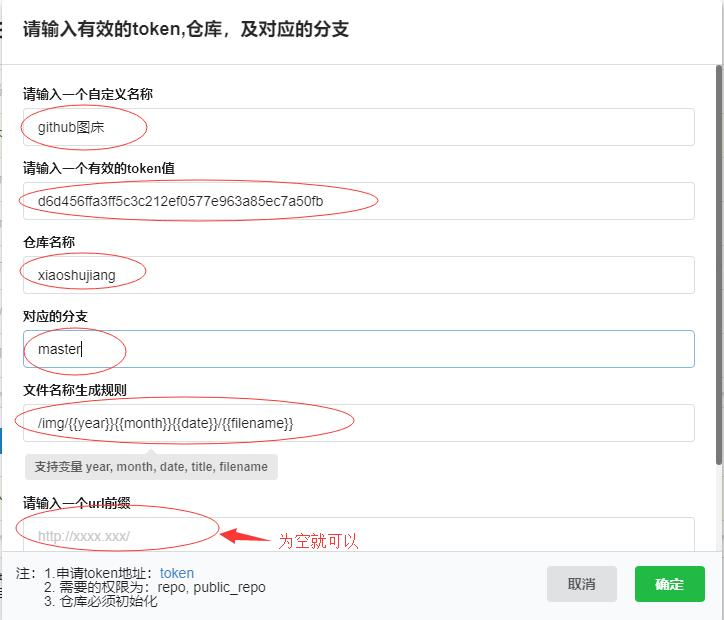 请输入有效的token,仓库，及对应的分支
请输入一个自定义名称
github图床
请输入一个有效的token值
d6d456ffa3ff5c3c212ef0577e963a85ec7a50fb
仓库名称
xiaoshujiang
对应的分支
master
文件名称生成规则
/img/{{year}}{{month}}{{date}}/{{filename}}
支持变量 year, month, date, title, filename
请输入一个url前缀
http://xxxx.xxx/
为空就可以
注：1.申请token地址：token
2. 需要的权限为：repo, public_repo
3. 仓库必须初始化
取消
确定